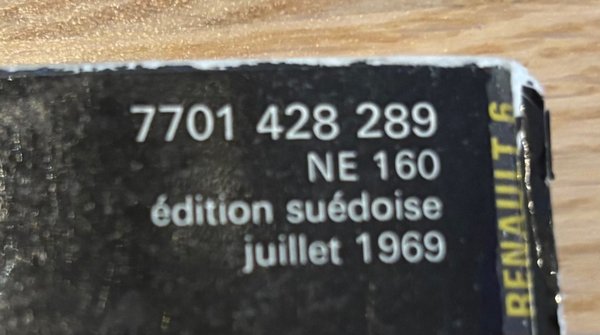 7701 428 289
NE 160
édition suédoise
juillet 1969
RENAULT 6